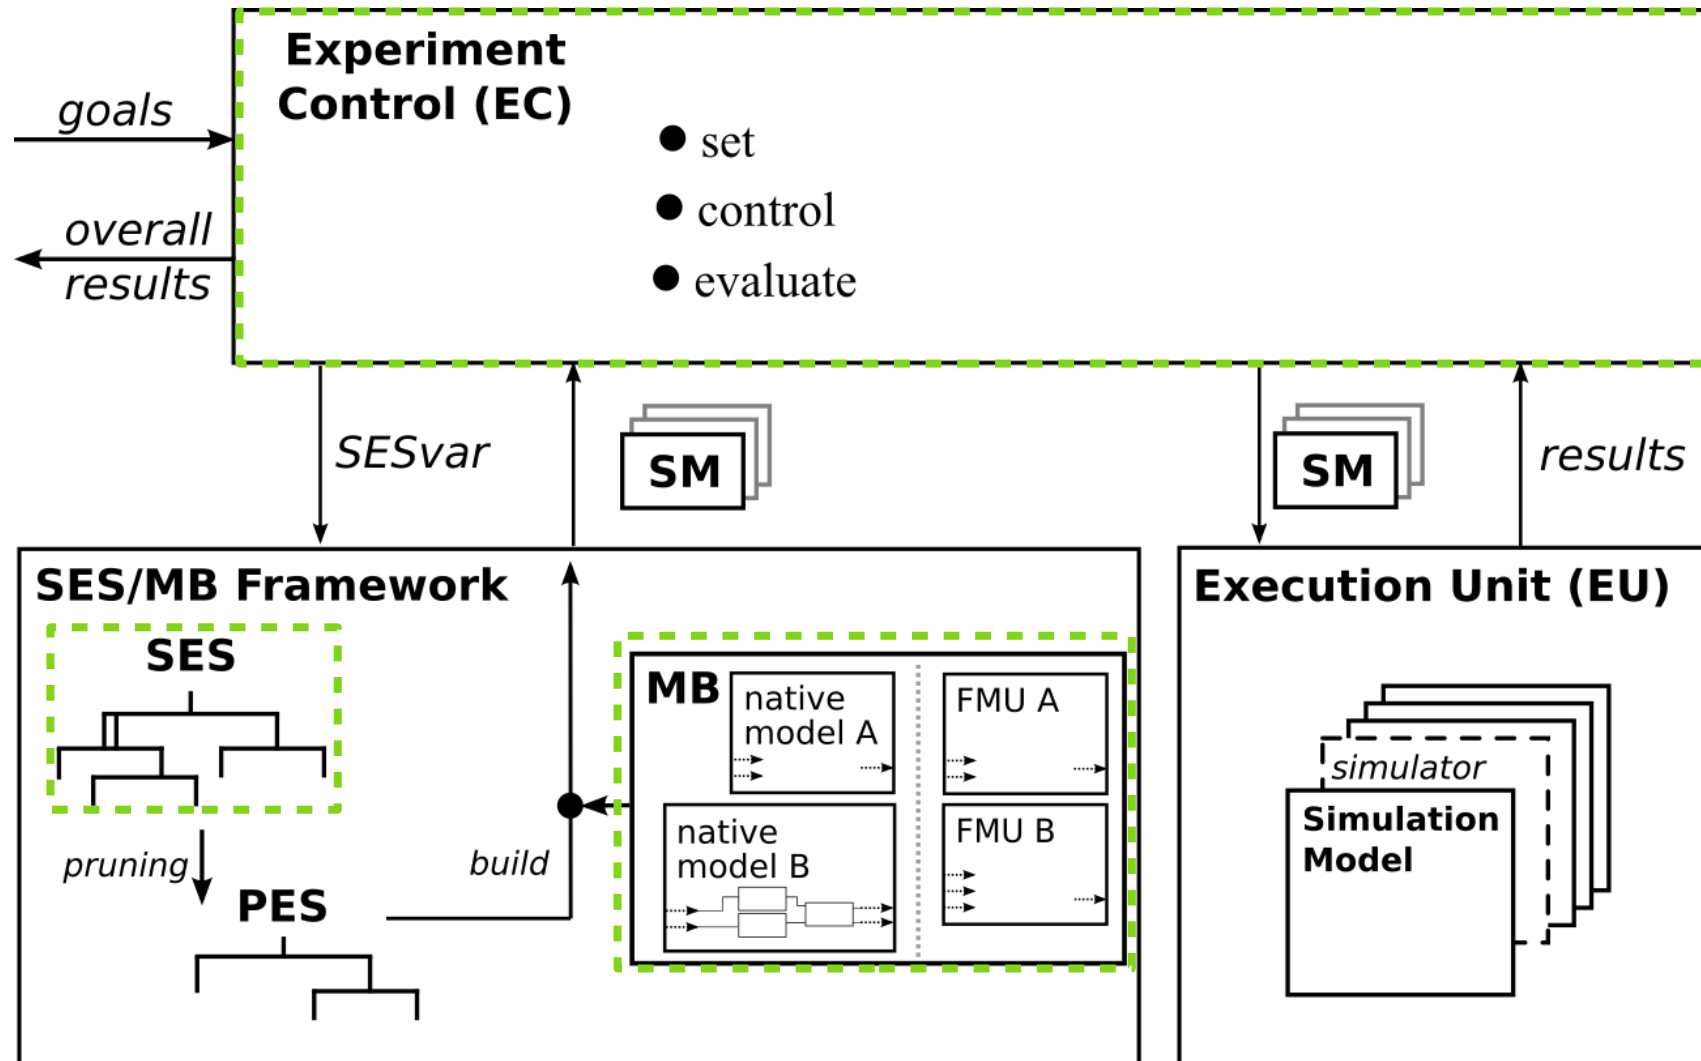 Experiment
Control (EC)
goals
overall
results
set
control
evaluate
SESvar
SM
SM
results
SES/MB Framework
SES
pruning
PES
build
MB
native
model A
FMU A
native
model B
FMU B
Execution Unit (EU)
simulator
Simulation
Model